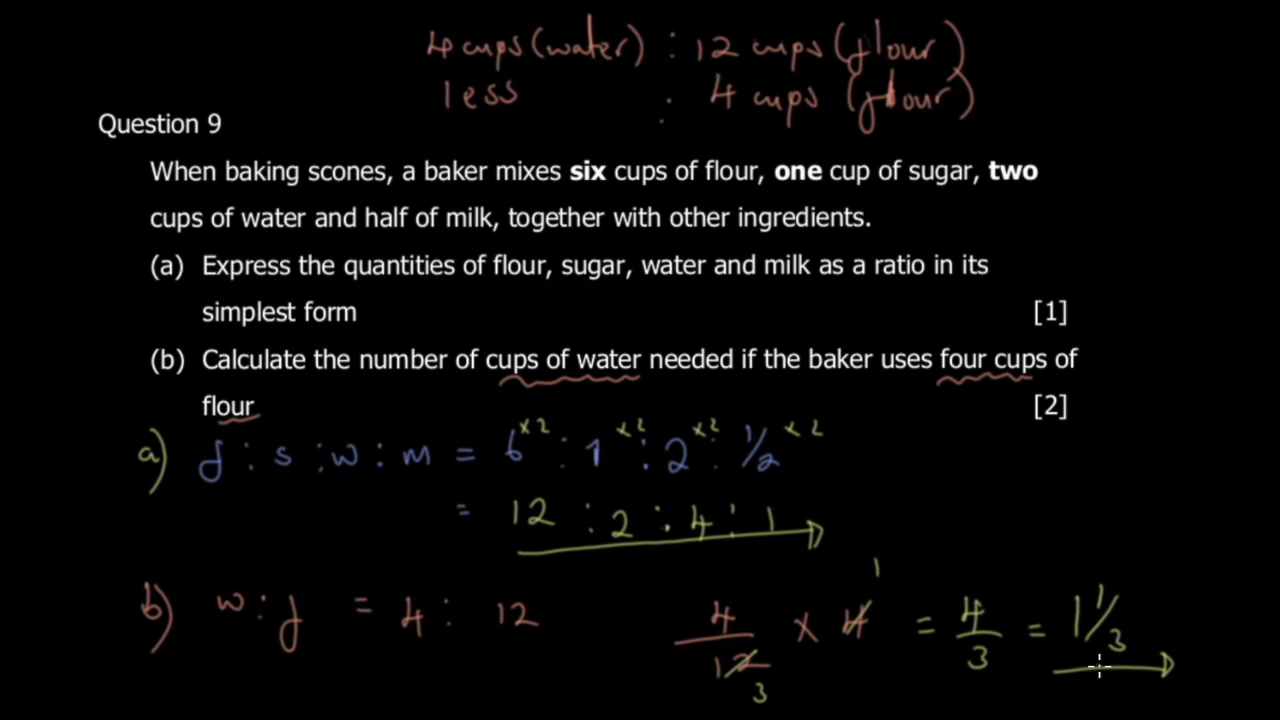 4 cups (water) : 12 cups (flour)
less : 4 cups (flour)
Question 9
When baking scones, a baker mixes six cups of flour, one cup of sugar, two
cups of water and half of milk, together with other ingredients.
(a) Express the quantities of flour, sugar, water and milk as a ratio in its
simplest form [1]
(b) Calculate the number of cups of water needed if the baker uses four cups of
flour [2]
a) f : s : w : m = 6 ×2 : 1 ×2 : 2 ×2 : 1/2 ×2
= 12 : 2 : 4 : 1
b) w : f = 4 : 12 4/12 3 × 4 1 = 4/3 = 1 1/3